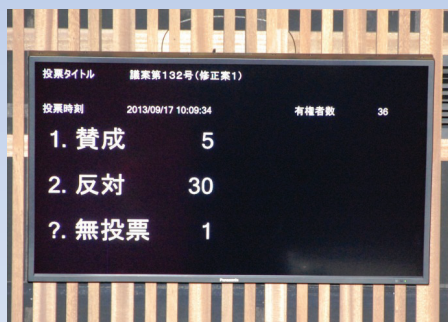 投票タイトル 議案第132号(修正案1)
投票時刻 2013/09/17 10:09:34 有権者数 36
1. 賛成 5
2. 反対 30
?. 無投票 1
Panasonic